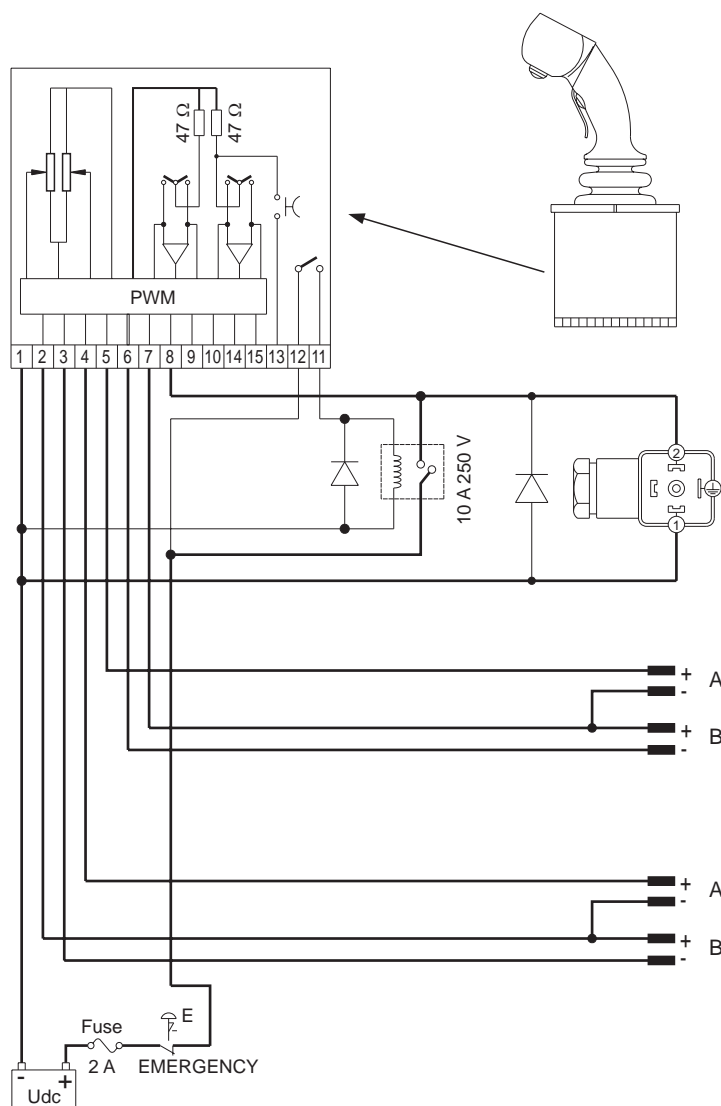 47 Ω 47 Ω
PWM
1 2 3 4 5 6 7 8 9 10 14 15 13 12 11
10 A 250 V
2
1
+ A
-
+ B
-
+ A
-
+ B
-
E
Fuse
2 A EMERGENCY
- +
Udc